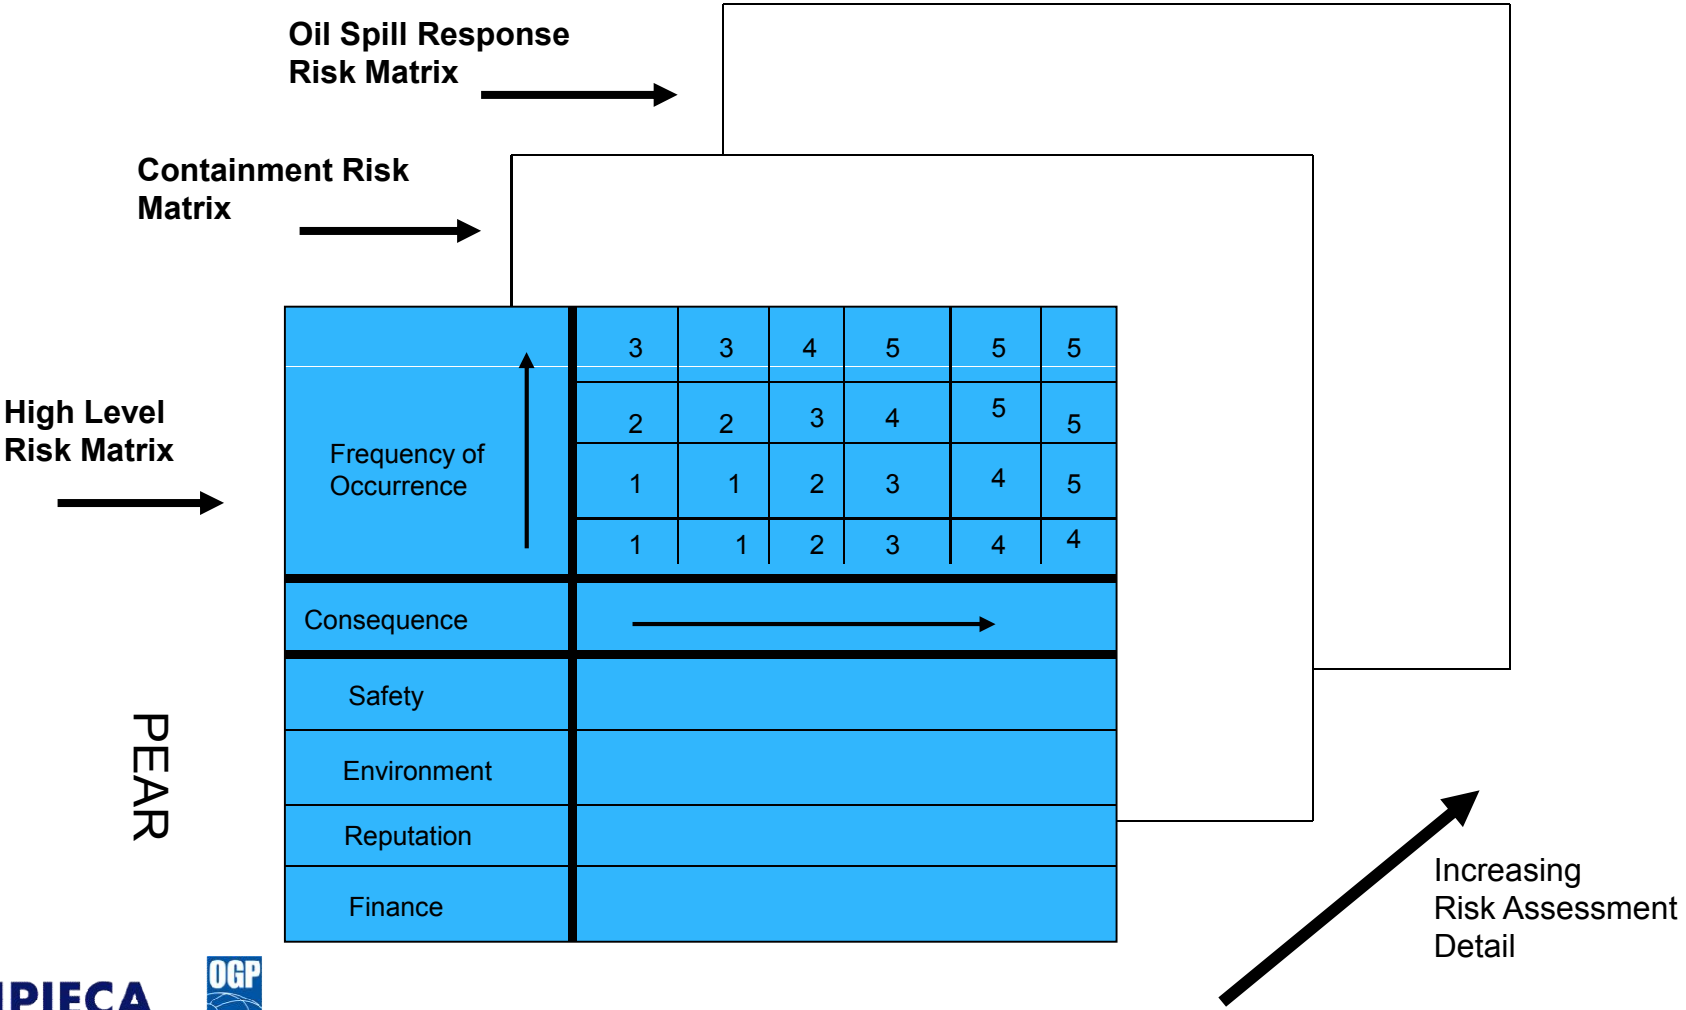 Oil Spill Response
Risk Matrix
Containment Risk
Matrix
High Level
Risk Matrix
3 3 4 5 5 5
2 2 3 4 5 5
Frequency of
Occurrence
1 1 2 3 4 5
1 1 2 3 4 4
Consequence
Safety
Environment
Reputation
Finance
PEAR
Increasing
Risk Assessment
Detail
IPIECA
OGP